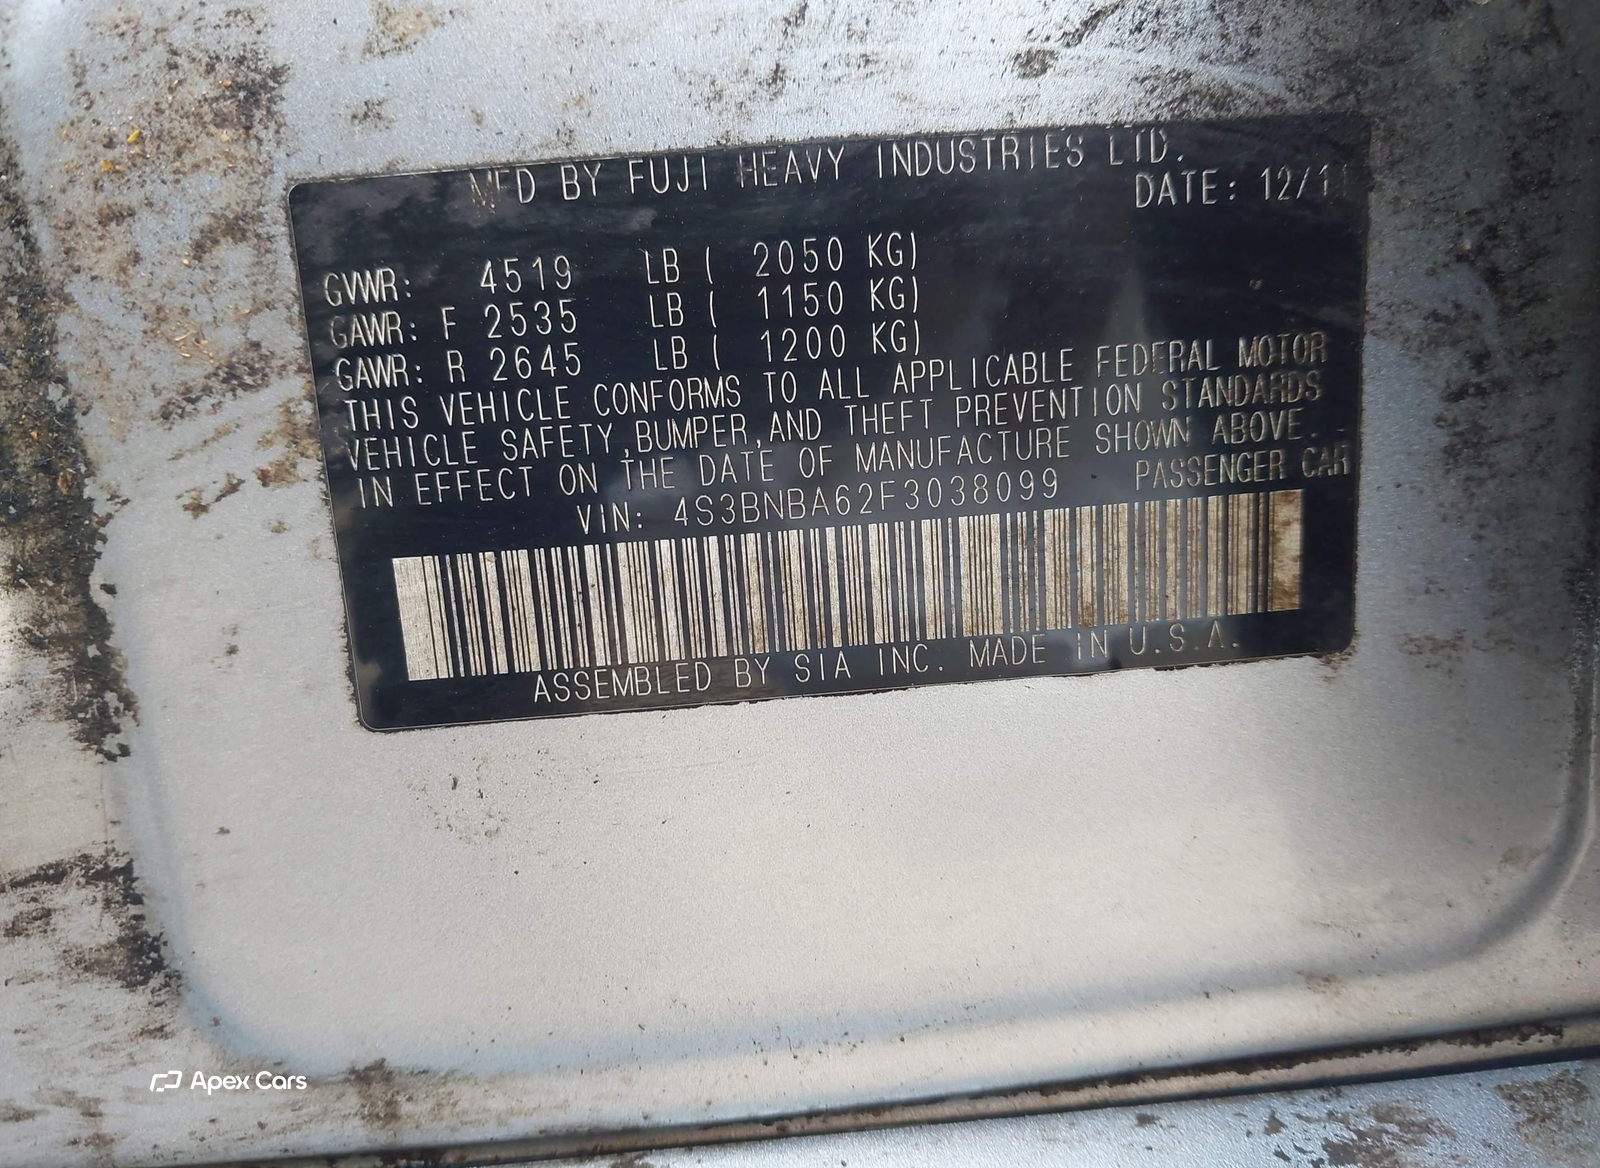 MFD BY FUJI HEAVY INDUSTRIES LTD.
DATE: 12/14
GVWR: 4519 LB ( 2050 KG)
GAWR: F 2535 LB ( 1150 KG)
GAWR: R 2645 LB ( 1200 KG)
THIS VEHICLE CONFORMS TO ALL APPLICABLE FEDERAL MOTOR
VEHICLE SAFETY,BUMPER,AND THEFT PREVENTION STANDARDS
IN EFFECT ON THE DATE OF MANUFACTURE SHOWN ABOVE.
VIN: 4S3BNBA62F3038099 PASSENGER CAR
ASSEMBLED BY SIA INC. MADE IN U.S.A.
Apex Cars